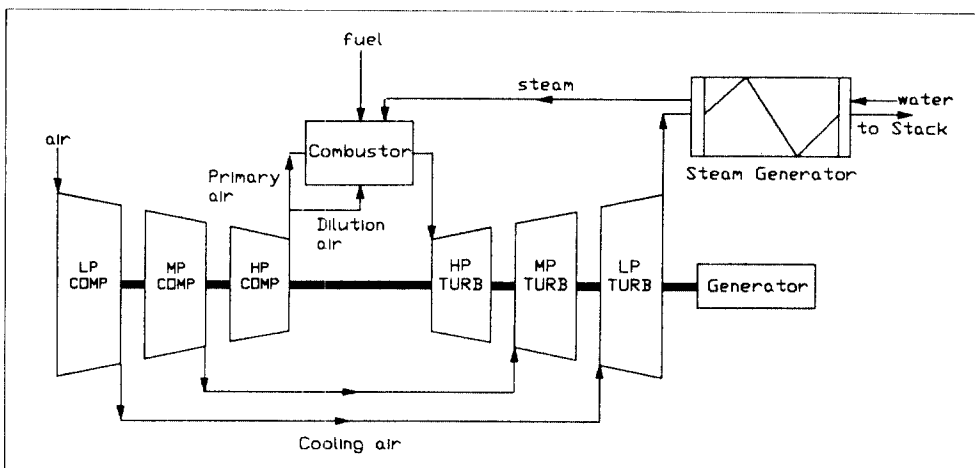 fuel
steam
water
to Stack
air
Combustor
Primary
air
Steam Generator
Dilution
air
LP
COMP
MP
COMP
HP
COMP
HP
TURB
MP
TURB
LP
TURB
Generator
Cooling air